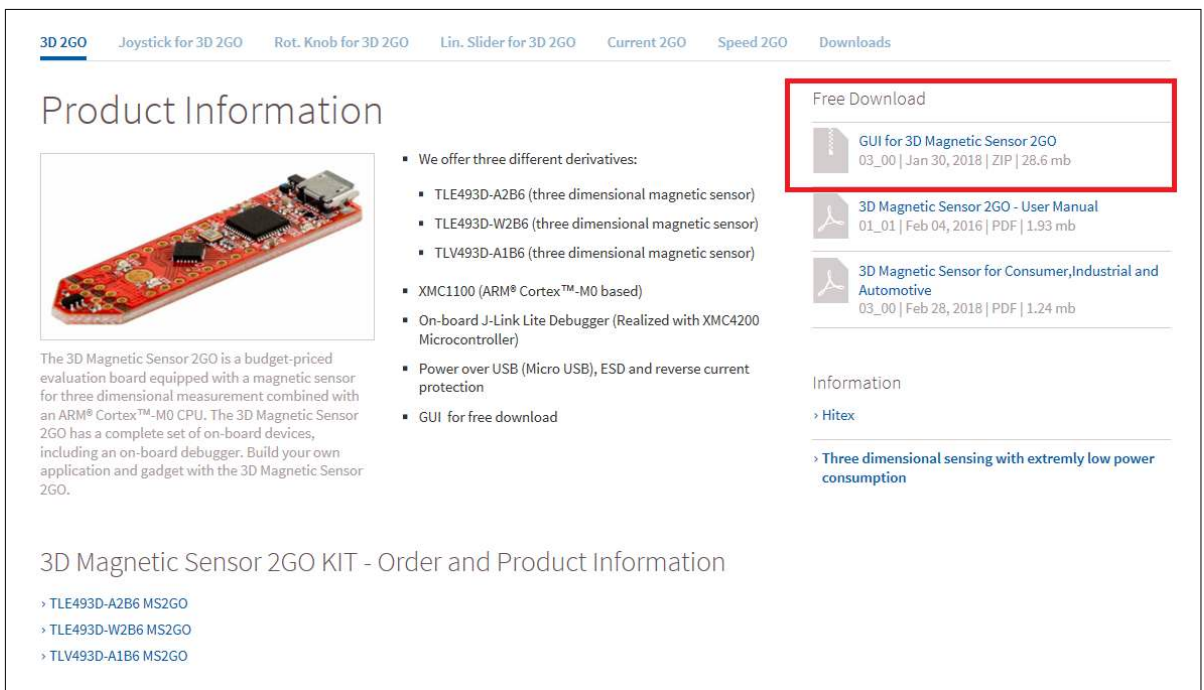 3D 2GO
Joystick for 3D 2GO
Rot. Knob for 3D 2GO
Lin. Slider for 3D 2GO
Current 2GO
Speed 2GO
Downloads
Product Information
The 3D Magnetic Sensor 2GO is a budget-priced
evaluation board equipped with a magnetic sensor
for three dimensional measurement combined with
an ARM® Cortex™-M0 CPU. The 3D Magnetic Sensor
2GO has a complete set of on-board devices,
including an on-board debugger. Build your own
application and gadget with the 3D Magnetic Sensor
2GO.
▪ We offer three different derivatives:
▪ TLE493D-A2B6 (three dimensional magnetic sensor)
▪ TLE493D-W2B6 (three dimensional magnetic sensor)
▪ TLV493D-A1B6 (three dimensional magnetic sensor)
▪ XMC1100 (ARM® Cortex™-M0 based)
▪ On-board J-Link Lite Debugger (Realized with XMC4200
Microcontroller)
▪ Power over USB (Micro USB), ESD and reverse current
protection
▪ GUI for free download
Free Download
GUI for 3D Magnetic Sensor 2GO
03_00 | Jan 30, 2018 | ZIP | 28.6 mb
3D Magnetic Sensor 2GO - User Manual
01_01 | Feb 04, 2016 | PDF | 1.93 mb
3D Magnetic Sensor for Consumer,Industrial and
Automotive
03_00 | Feb 28, 2018 | PDF | 1.24 mb
Information
› Hitex
› Three dimensional sensing with extremly low power
consumption
3D Magnetic Sensor 2GO KIT - Order and Product Information
› TLE493D-A2B6 MS2GO
› TLE493D-W2B6 MS2GO
› TLV493D-A1B6 MS2GO